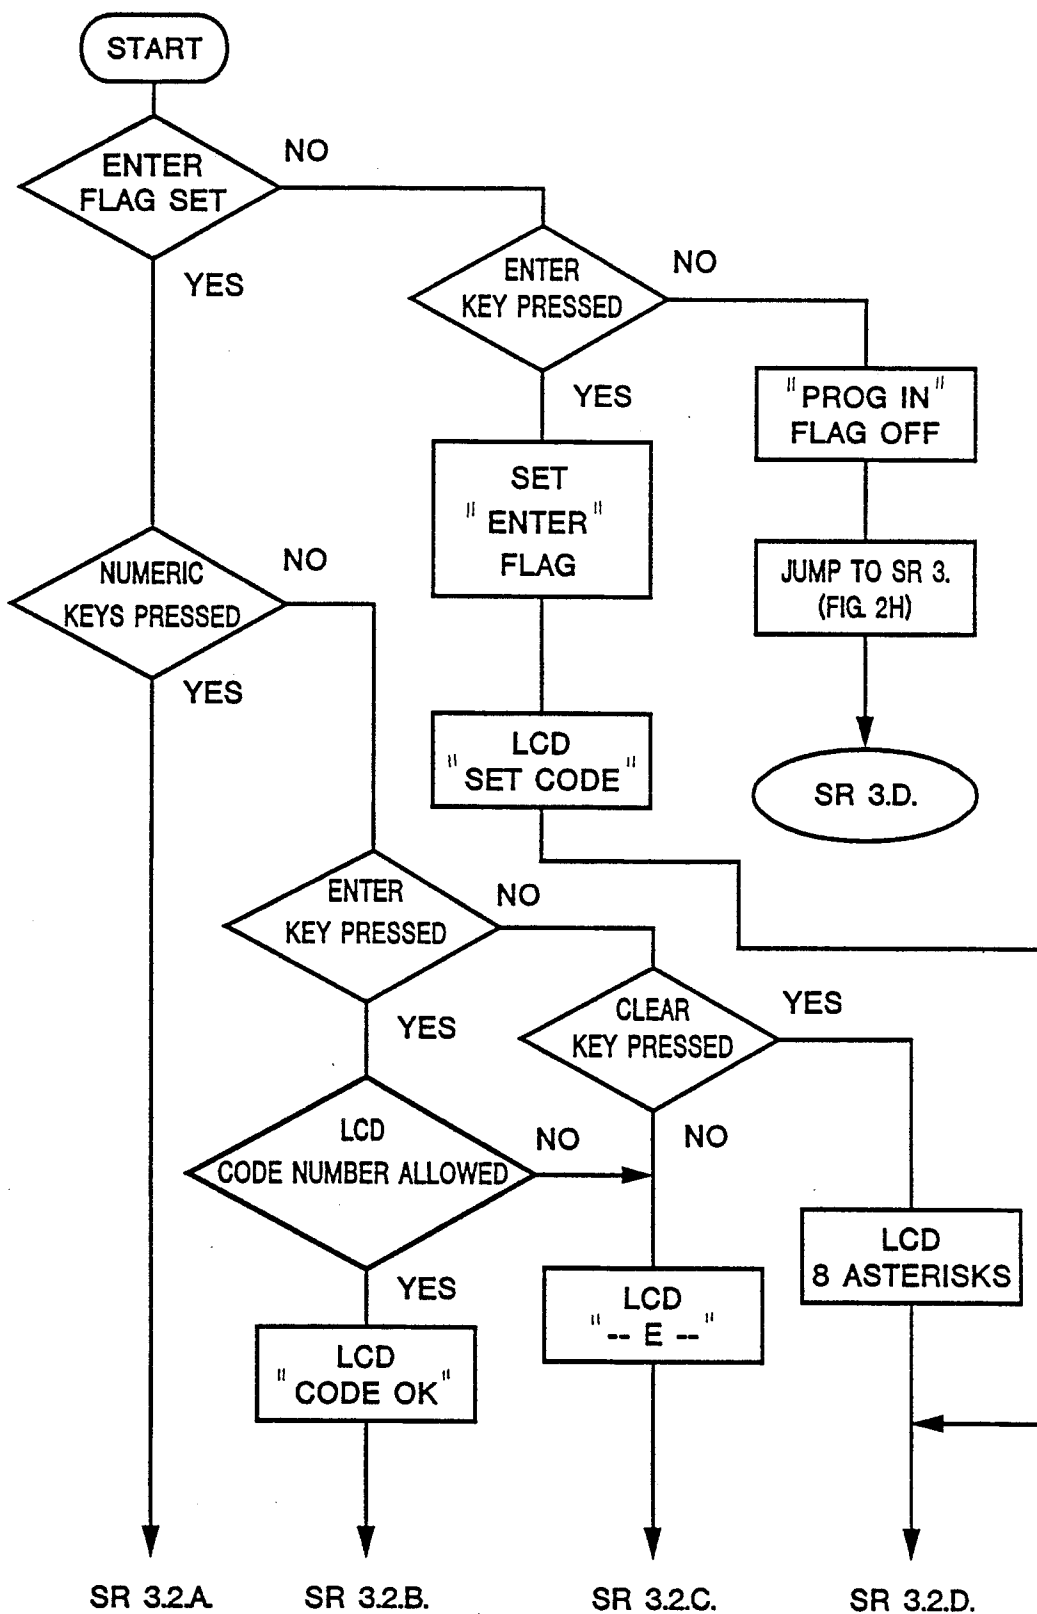 START
ENTER
FLAG SET
NO
YES
ENTER
KEY PRESSED
NO
YES
"PROG IN"
FLAG OFF
SET
"ENTER"
FLAG
JUMP TO SR 3.
(FIG. 2H)
NUMERIC
KEYS PRESSED
NO
YES
LCD
"SET CODE"
SR 3.D.
ENTER
KEY PRESSED
NO
YES
CLEAR
KEY PRESSED
YES
NO
LCD
CODE NUMBER ALLOWED
NO
YES
LCD
8 ASTERISKS
LCD
"-- E --"
LCD
"CODE OK"
SR 3.2.A.
SR 3.2.B.
SR 3.2.C.
SR 3.2.D.